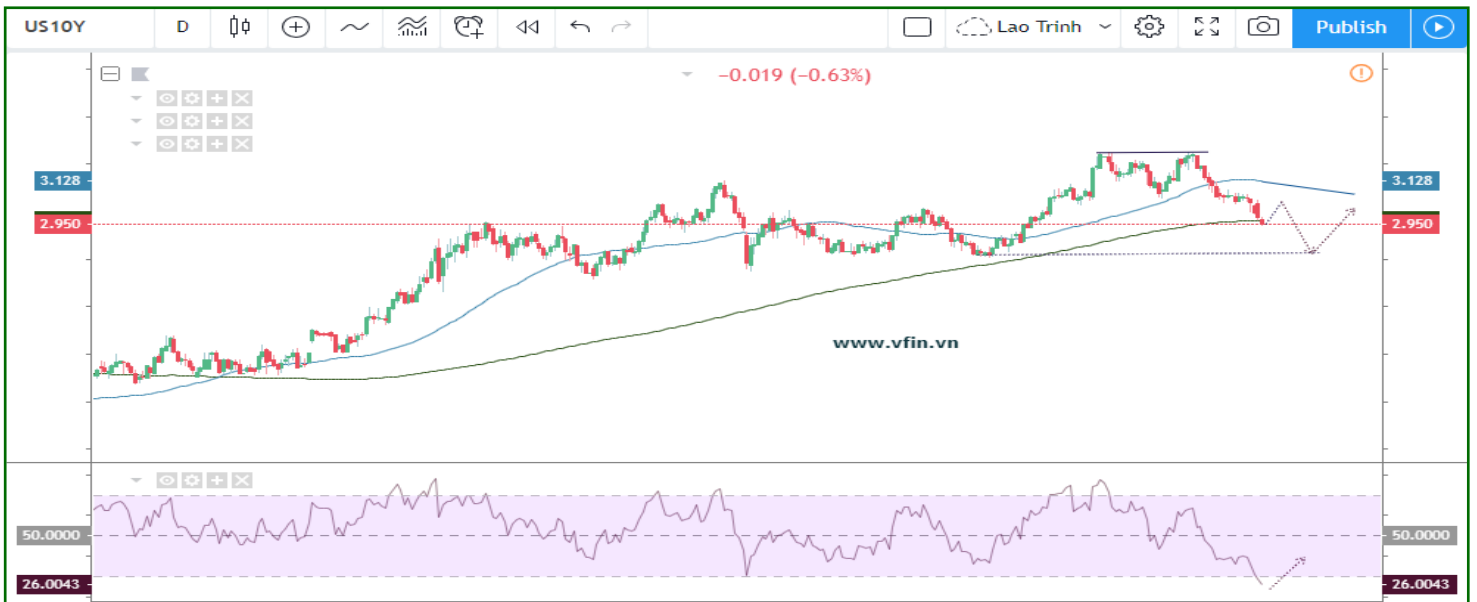 US10Y D Lao Trinh Publish
−0.019 (−0.63%)
3.128 3.128
2.950 2.950
www.vfin.vn
50.0000 50.0000
26.0043 26.0043